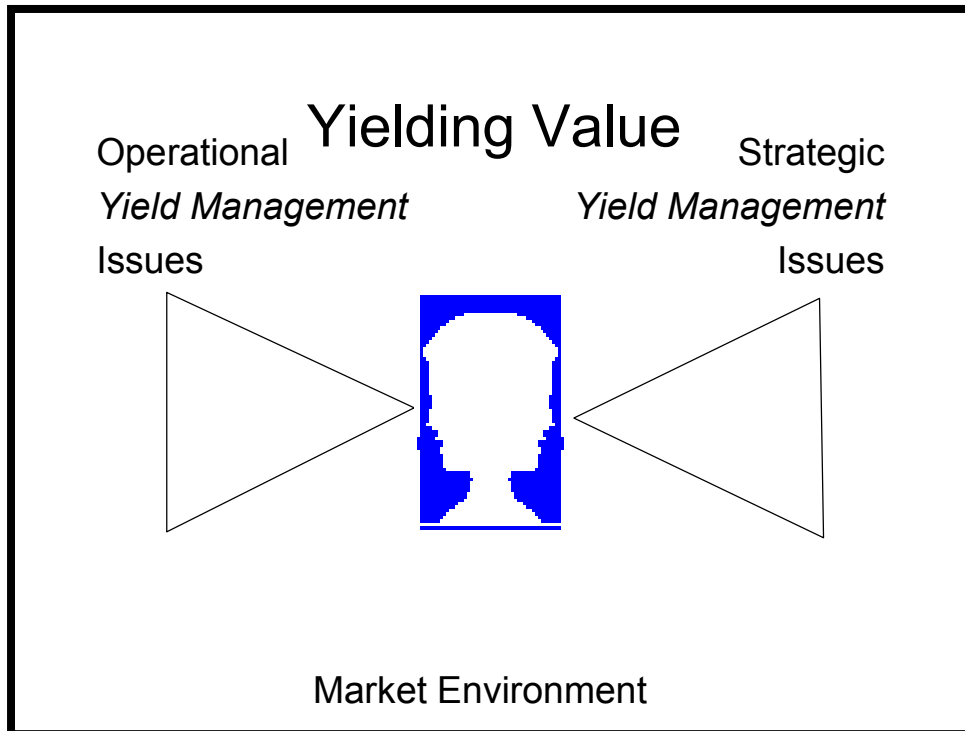 Yielding Value
Operational
Yield Management
Issues
Strategic
Yield Management
Issues
Market Environment